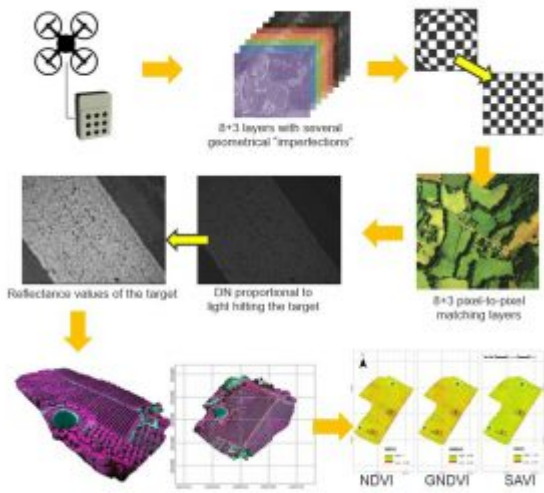 8+3 layers with several
geometrical "imperfections"
Reflectance values of the target
DN proportional to
light hitting the target
8+3 pixel-to-pixel
matching layers
NDVI
GNDVI
SAVI